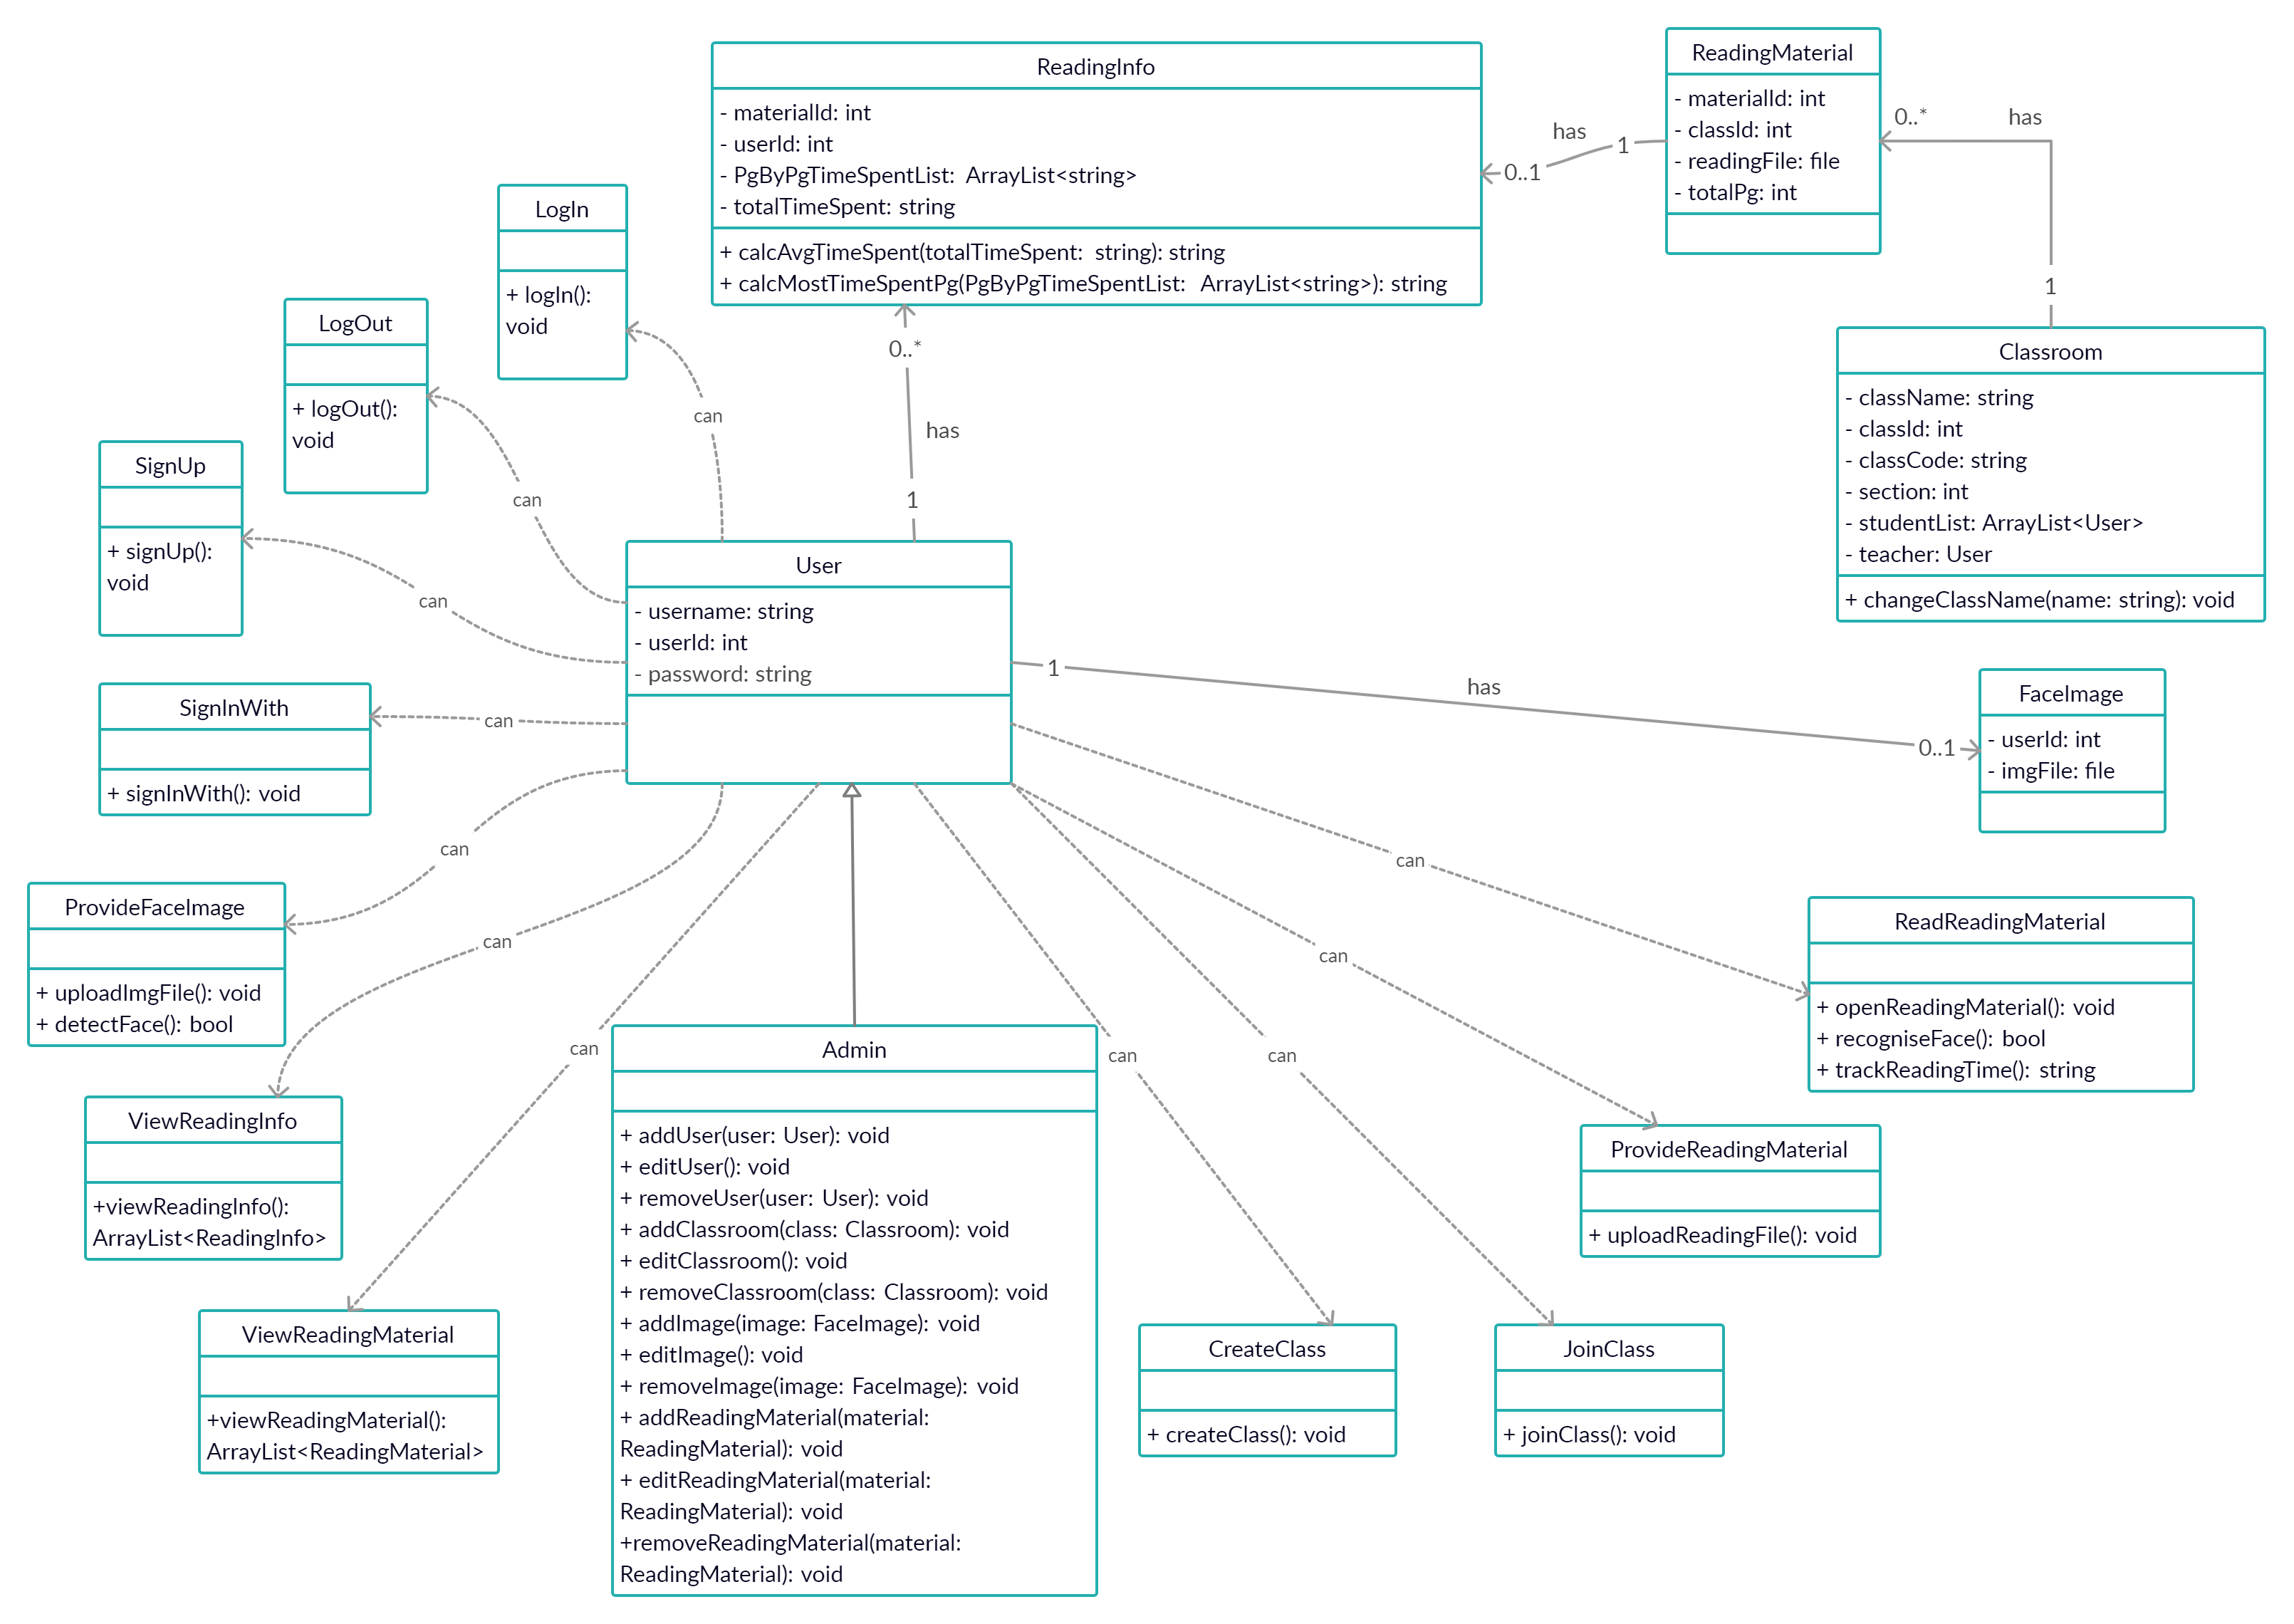 ReadingInfo
- materialId: int
- userId: int
- PgByPgTimeSpentList: ArrayList<string>
- totalTimeSpent: string
+ calcAvgTimeSpent(totalTimeSpent: string): string
+ calcMostTimeSpentPg(PgByPgTimeSpentList: ArrayList<string>): string
has
1
0..1
ReadingMaterial
- materialId: int
- classId: int
- readingFile: file
- totalPg: int
0..*
has
1
Classroom
- className: string
- classId: int
- classCode: string
- section: int
- studentList: ArrayList<User>
- teacher: User
+ changeClassName(name: string): void
LogIn
+ logIn():
void
can
LogOut
+ logOut():
void
can
SignUp
+ signUp():
void
can
0..*
has
1
User
- username: string
- userId: int
- password: string
1
has
0..1
FaceImage
- userId: int
- imgFile: file
SignInWith
+ signInWith(): void
can
can
ProvideFaceImage
+ uploadImgFile(): void
+ detectFace(): bool
can
ViewReadingInfo
+viewReadingInfo():
ArrayList<ReadingInfo>
can
ViewReadingMaterial
+viewReadingMaterial():
ArrayList<ReadingMaterial>
Admin
+ addUser(user: User): void
+ editUser(): void
+ removeUser(user: User): void
+ addClassroom(class: Classroom): void
+ editClassroom(): void
+ removeClassroom(class: Classroom): void
+ addImage(image: FaceImage): void
+ editImage(): void
+ removeImage(image: FaceImage): void
+ addReadingMaterial(material:
ReadingMaterial): void
+ editReadingMaterial(material:
ReadingMaterial): void
+removeReadingMaterial(material:
ReadingMaterial): void
can
CreateClass
+ createClass(): void
can
JoinClass
+ joinClass(): void
can
ProvideReadingMaterial
+ uploadReadingFile(): void
can
ReadReadingMaterial
+ openReadingMaterial(): void
+ recogniseFace(): bool
+ trackReadingTime(): string